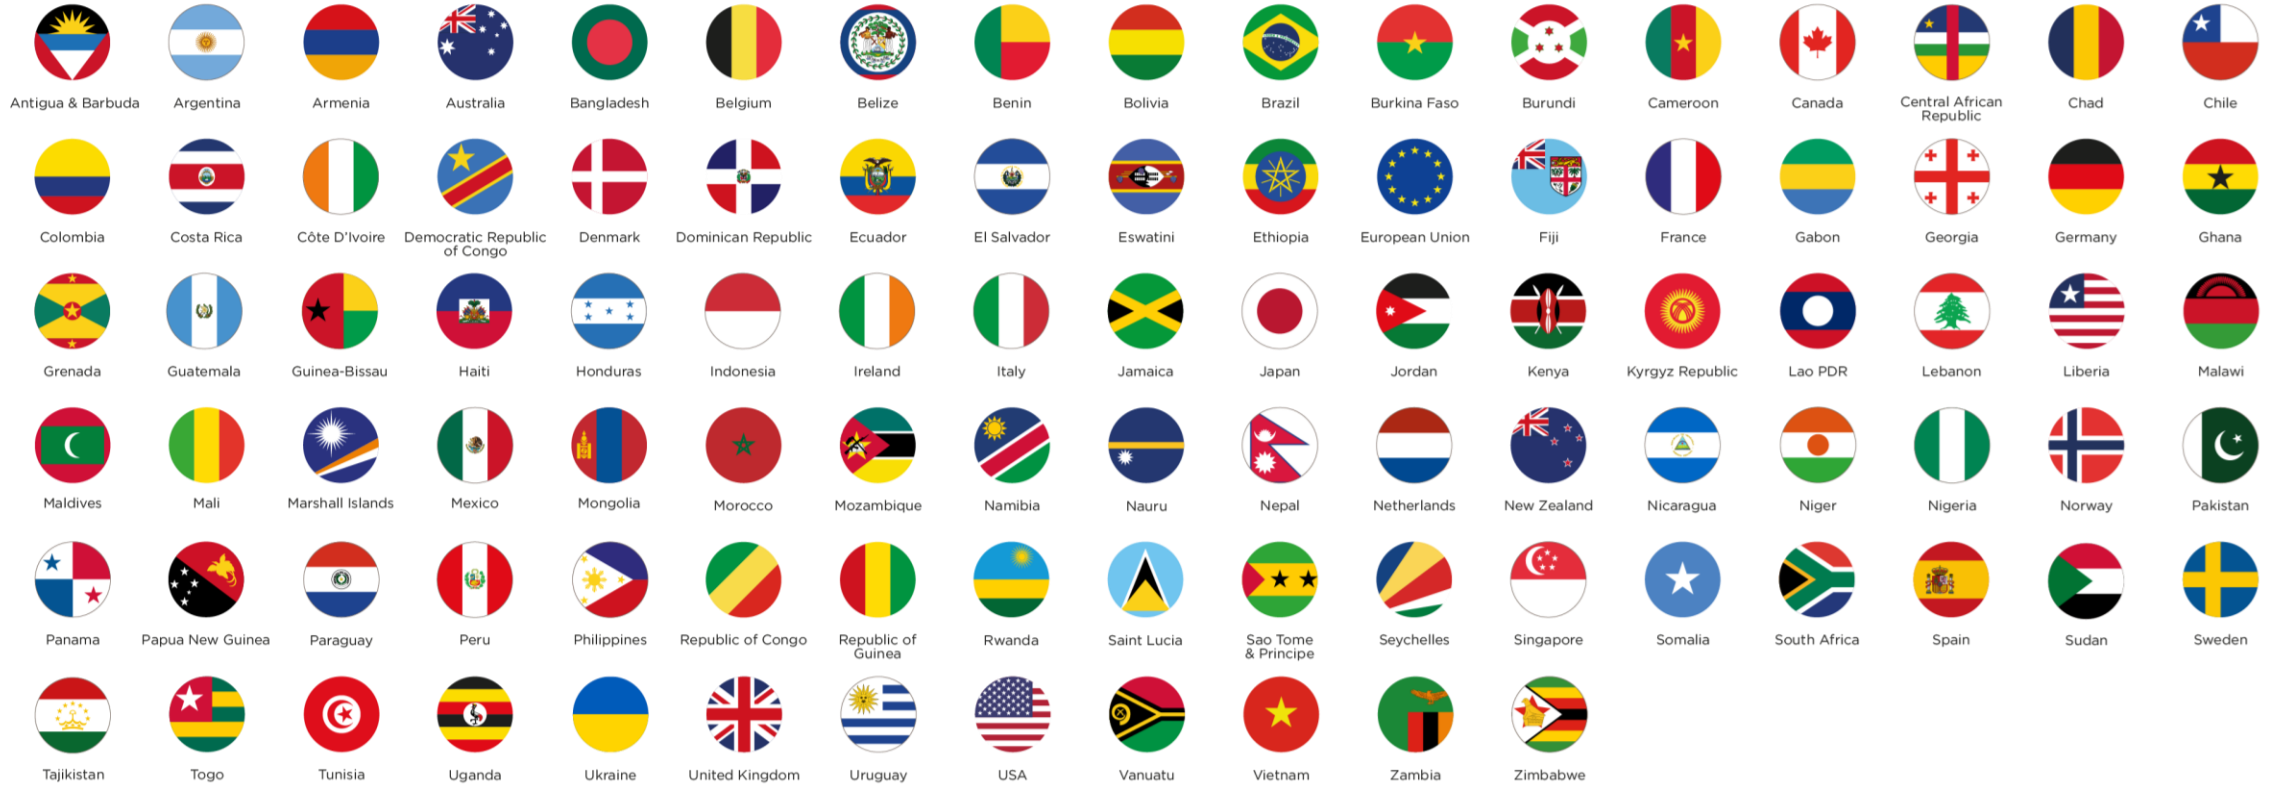 Antigua & Barbuda
Argentina
Armenia
Australia
Bangladesh
Belgium
Belize
Benin
Bolivia
Brazil
Burkina Faso
Burundi
Cameroon
Canada
Central African
Republic
Chad
Chile
Colombia
Costa Rica
Côte D'Ivoire
Democratic Republic
of Congo
Denmark
Dominican Republic
Ecuador
El Salvador
Eswatini
Ethiopia
European Union
Fiji
France
Gabon
Georgia
Germany
Ghana
Grenada
Guatemala
Guinea-Bissau
Haiti
Honduras
Indonesia
Ireland
Italy
Jamaica
Japan
Jordan
Kenya
Kyrgyz Republic
Lao PDR
Lebanon
Liberia
Malawi
Maldives
Mali
Marshall Islands
Mexico
Mongolia
Morocco
Mozambique
Namibia
Nauru
Nepal
Netherlands
New Zealand
Nicaragua
Niger
Nigeria
Norway
Pakistan
Panama
Papua New Guinea
Paraguay
Peru
Philippines
Republic of Congo
Republic of
Guinea
Rwanda
Saint Lucia
Sao Tome
& Principe
Seychelles
Singapore
Somalia
South Africa
Spain
Sudan
Sweden
Tajikistan
Togo
Tunisia
Uganda
Ukraine
United Kingdom
Uruguay
USA
Vanuatu
Vietnam
Zambia
Zimbabwe